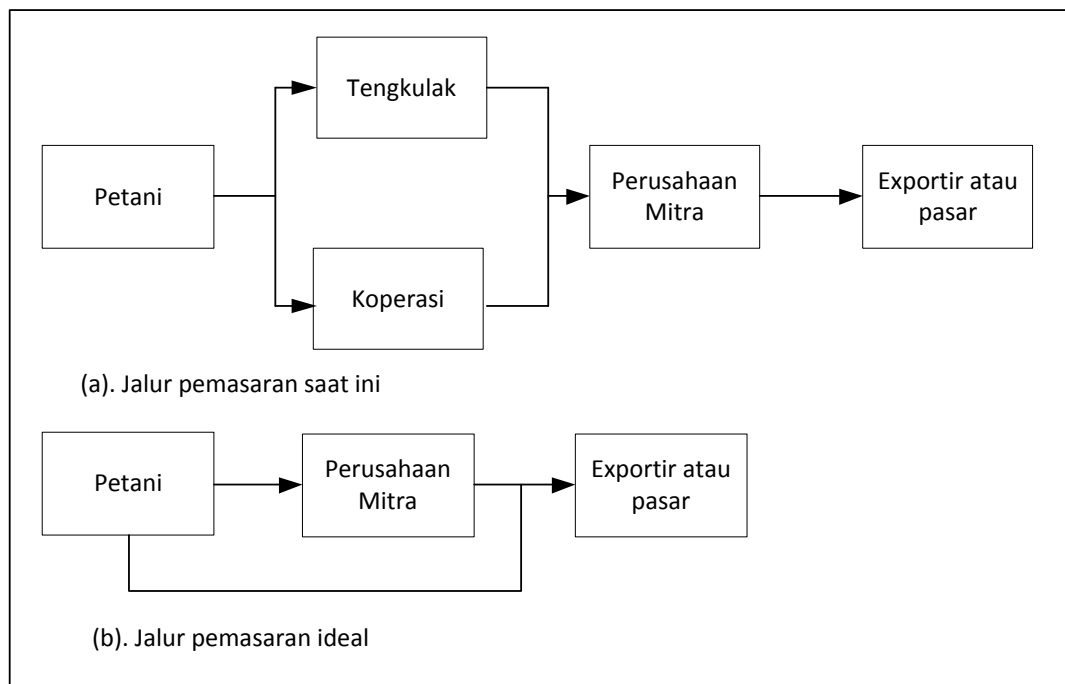 Tengkulak
Petani
Perusahaan
Mitra
Exportir atau
pasar
Koperasi
(a). Jalur pemasaran saat ini
Petani
Perusahaan
Mitra
Exportir atau
pasar
(b). Jalur pemasaran ideal